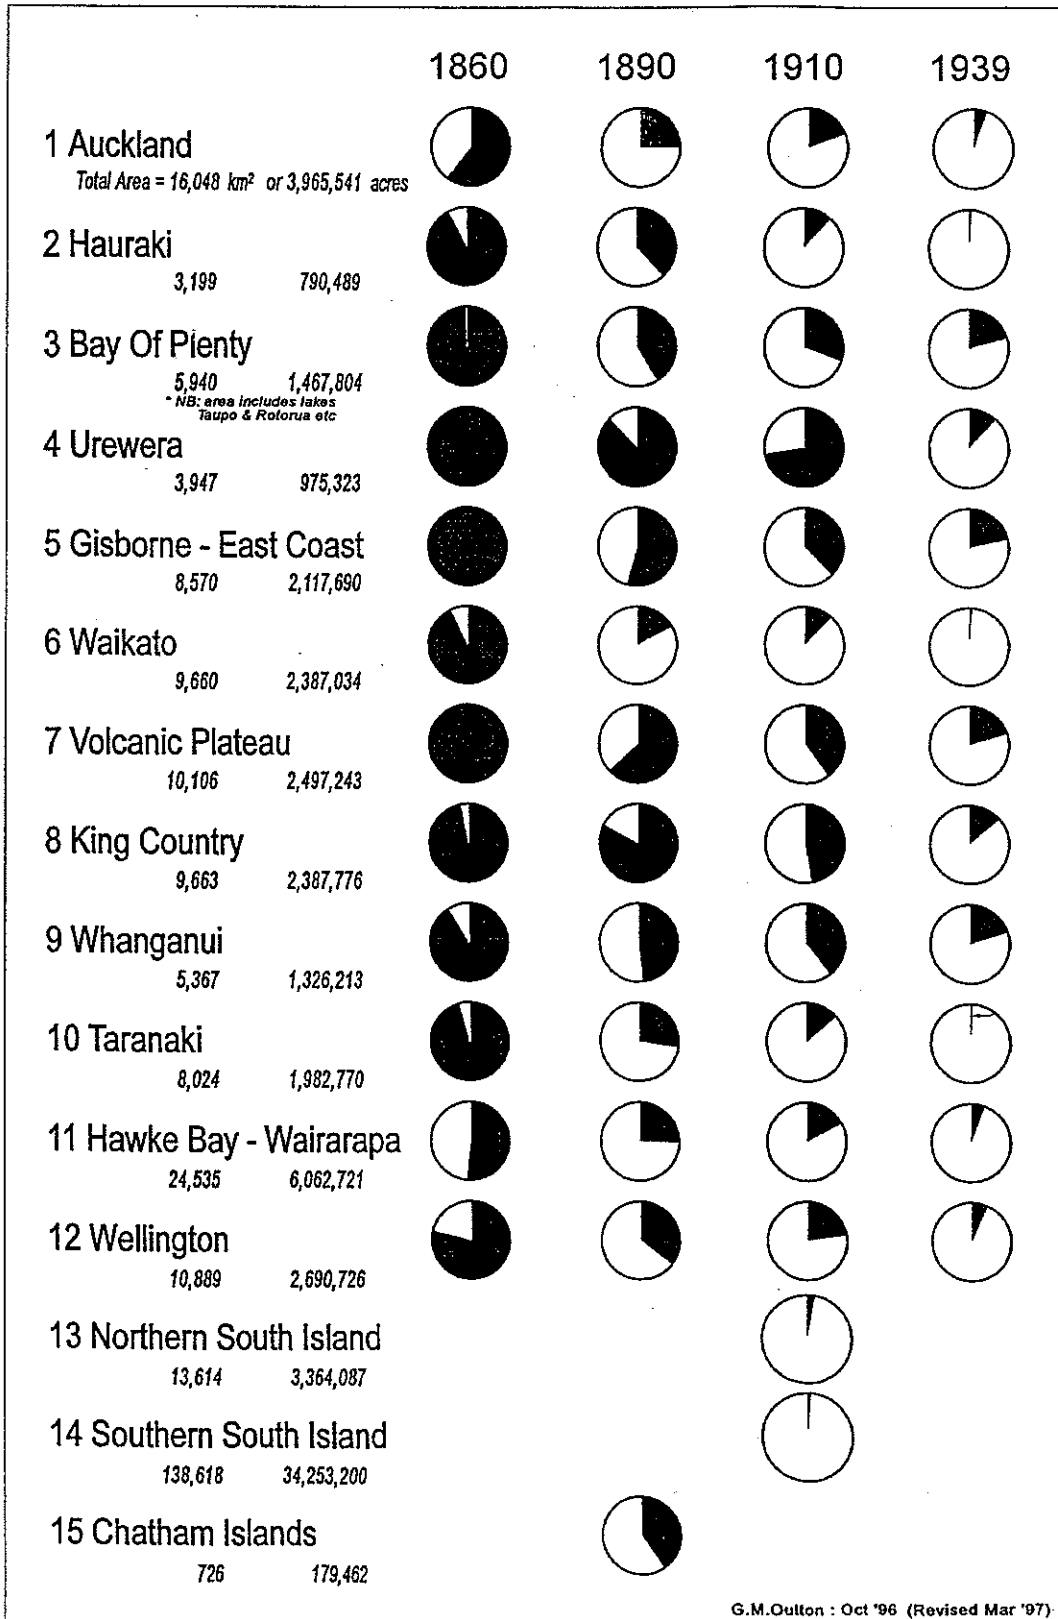 1860 1890 1910 1939
1 Auckland
Total Area = 16,048 km² or 3,965,541 acres
2 Hauraki
3,199 790,489
3 Bay Of Plenty
5,940 1,467,804
* NB: area includes lakes
Taupo & Rotorua etc
4 Urewera
3,947 975,323
5 Gisborne - East Coast
8,570 2,117,690
6 Waikato
9,660 2,387,034
7 Volcanic Plateau
10,106 2,497,243
8 King Country
9,663 2,387,776
9 Whanganui
5,367 1,326,213
10 Taranaki
8,024 1,982,770
11 Hawke Bay - Wairarapa
24,535 6,062,721
12 Wellington
10,889 2,690,726
13 Northern South Island
13,614 3,364,087
14 Southern South Island
138,618 34,253,200
15 Chatham Islands
726 179,462
G.M.Oulton : Oct '96 (Revised Mar '97)